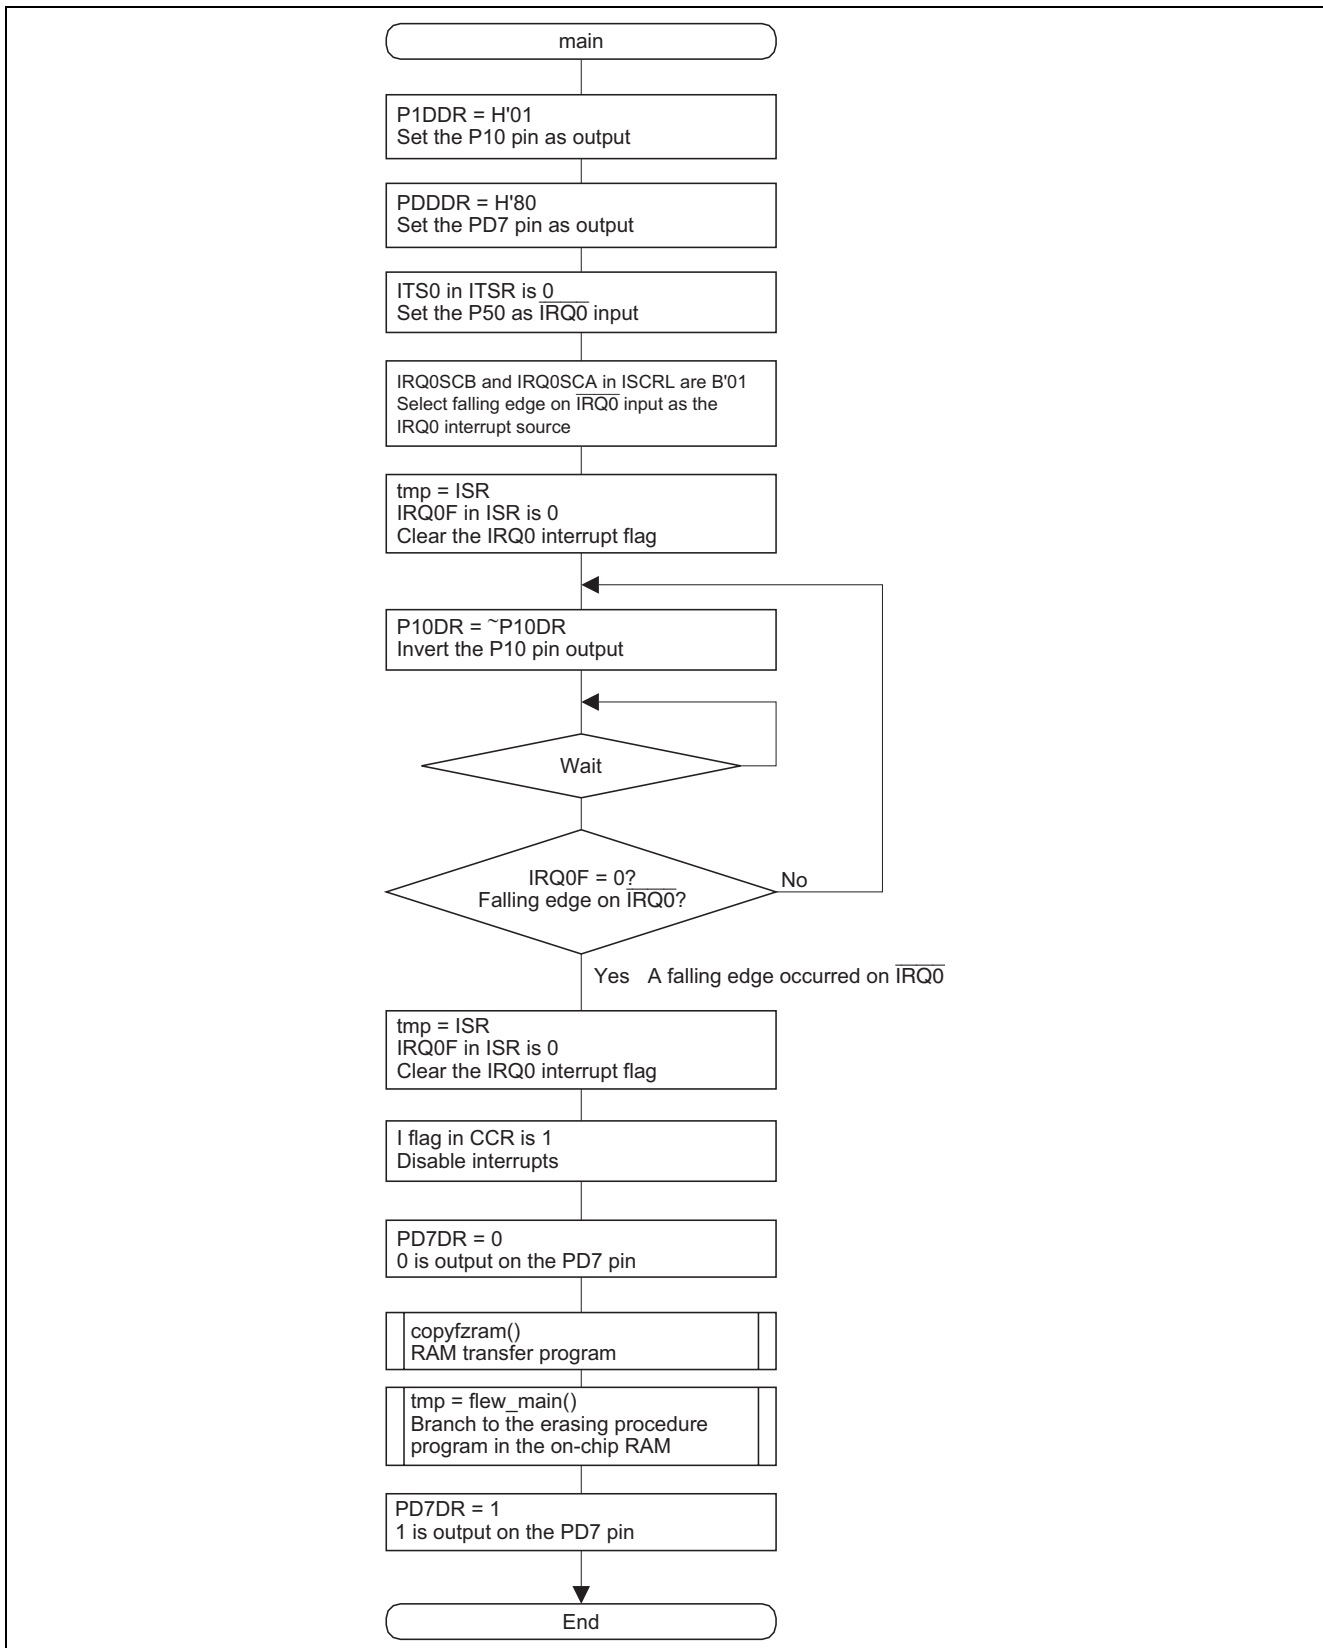 main
P1DDR = H'01
Set the P10 pin as output
PDDDR = H'80
Set the PD7 pin as output
ITS0 in ITSR is 0
Set the P50 as I̅R̅Q̅0̅ input
IRQ0SCB and IRQ0SCA in ISCRL are B'01
Select falling edge on I̅R̅Q̅0̅ input as the
IRQ0 interrupt source
tmp = ISR
IRQ0F in ISR is 0
Clear the IRQ0 interrupt flag
P10DR = ~P10DR
Invert the P10 pin output
Wait
IRQ0F = 0?
Falling edge on I̅R̅Q̅0̅?
No
Yes A falling edge occurred on I̅R̅Q̅0̅
tmp = ISR
IRQ0F in ISR is 0
Clear the IRQ0 interrupt flag
I flag in CCR is 1
Disable interrupts
PD7DR = 0
0 is output on the PD7 pin
copyfzram()
RAM transfer program
tmp = flew_main()
Branch to the erasing procedure
program in the on-chip RAM
PD7DR = 1
1 is output on the PD7 pin
End